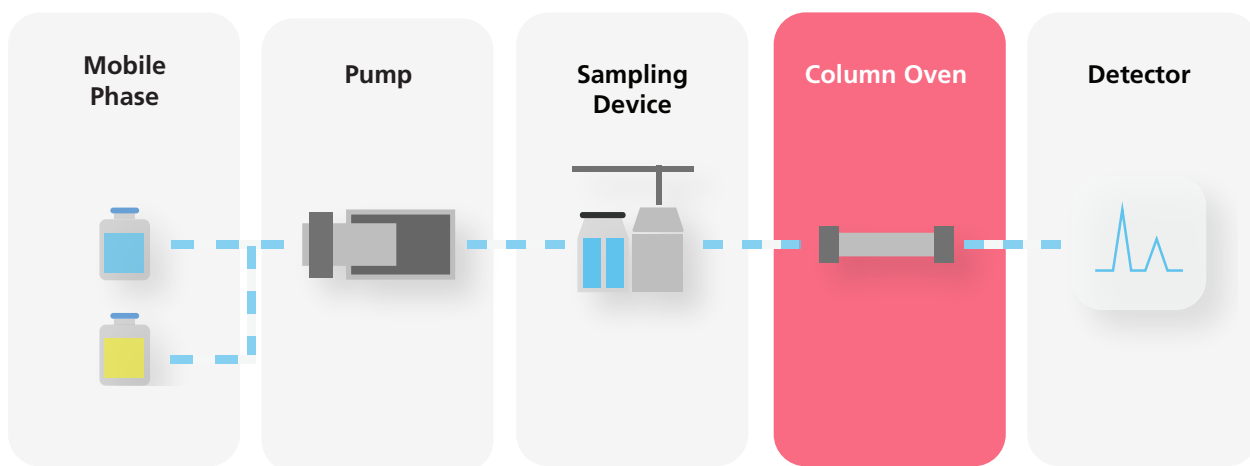 Mobile
Phase
Pump
Sampling
Device
Column Oven
Detector